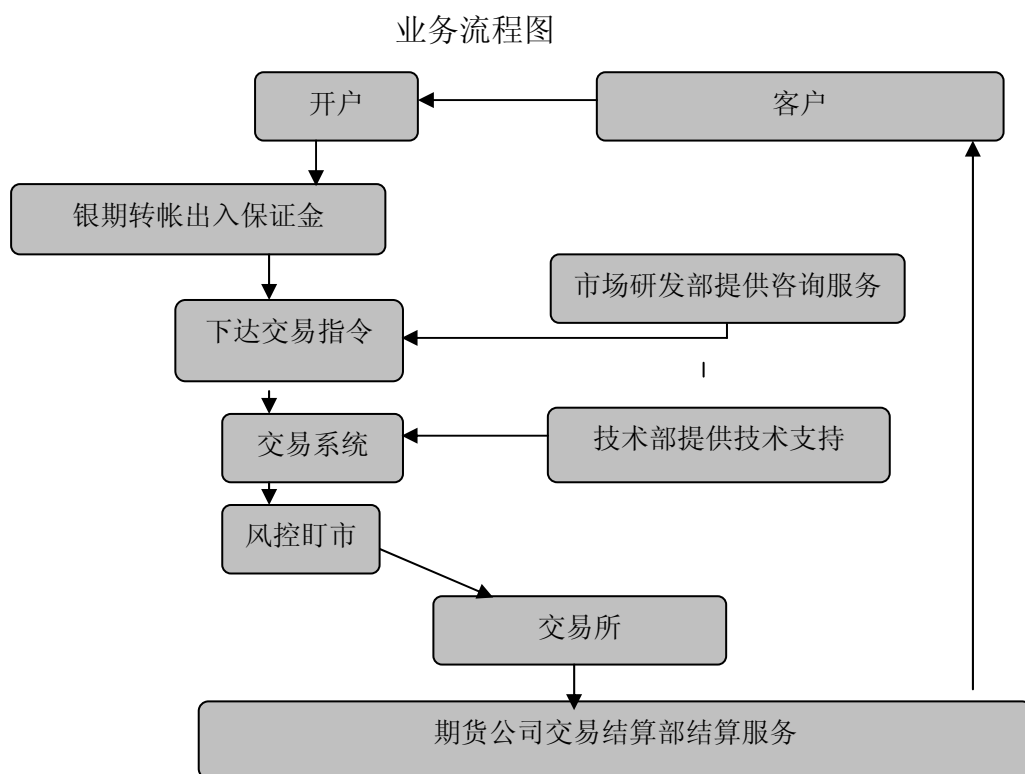 业务流程图
开户
客户
银期转帐出入保证金
市场研发部提供咨询服务
下达交易指令
交易系统
技术部提供技术支持
风控盯市
交易所
期货公司交易结算部结算服务